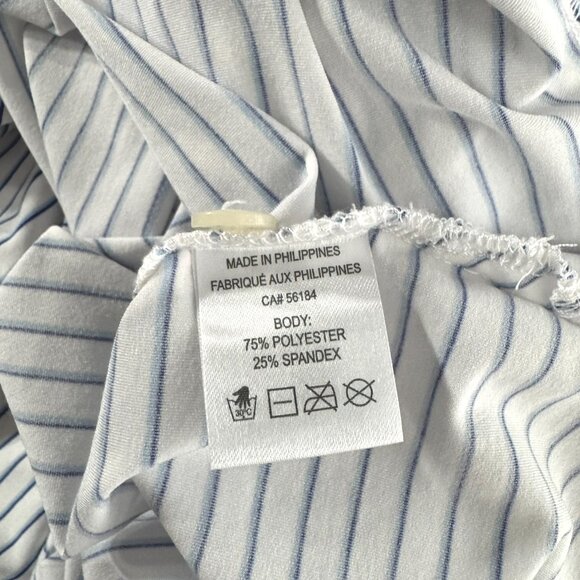 MADE IN PHILIPPINES
FABRIQUÉ AUX PHILIPPINES
CA# 56184
BODY:
75% POLYESTER
25% SPANDEX
30°C